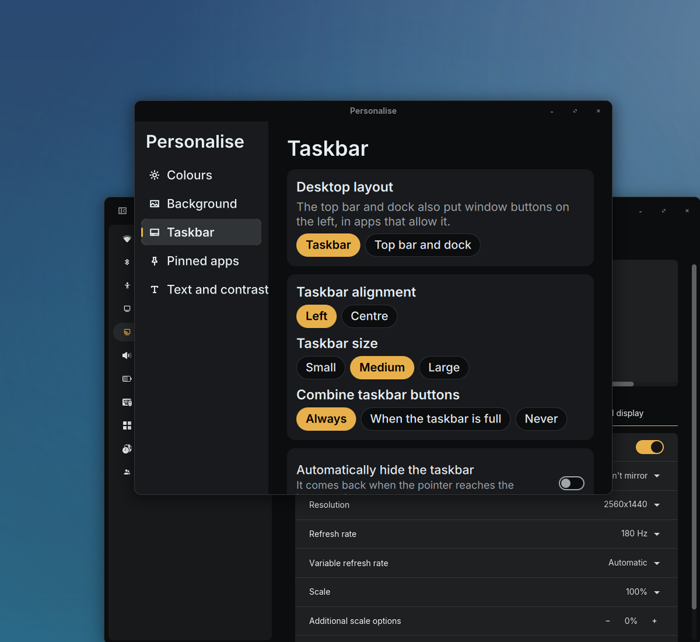 Personalise
Personalise
Colours
Background
Taskbar
Pinned apps
Text and contrast
Taskbar
Desktop layout
The top bar and dock also put window buttons on
the left, in apps that allow it.
Taskbar
Top bar and dock
Taskbar alignment
Left
Centre
Taskbar size
Small
Medium
Large
Combine taskbar buttons
Always
When the taskbar is full
Never
Automatically hide the taskbar
It comes back when the pointer reaches the
display
n't mirror
Resolution
2560x1440
Refresh rate
180 Hz
Variable refresh rate
Automatic
Scale
100%
Additional scale options
− 0% +